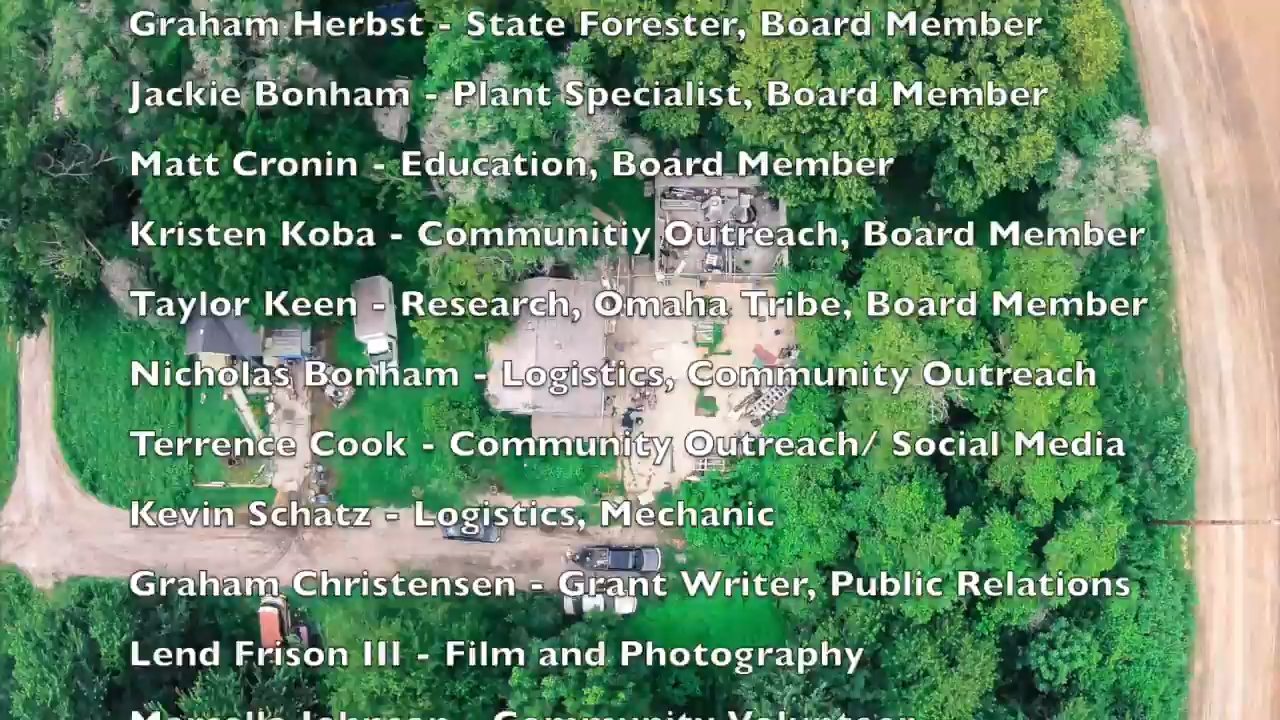 Graham Herbst - State Forester, Board Member
Jackie Bonham - Plant Specialist, Board Member
Matt Cronin - Education, Board Member
Kristen Koba - Communitiy Outreach, Board Member
Taylor Keen - Research, Omaha Tribe, Board Member
Nicholas Bonham - Logistics, Community Outreach
Terrence Cook - Community Outreach/ Social Media
Kevin Schatz - Logistics, Mechanic
Graham Christensen - Grant Writer, Public Relations
Lend Frison III - Film and Photography
Johnson - Community Volunteer